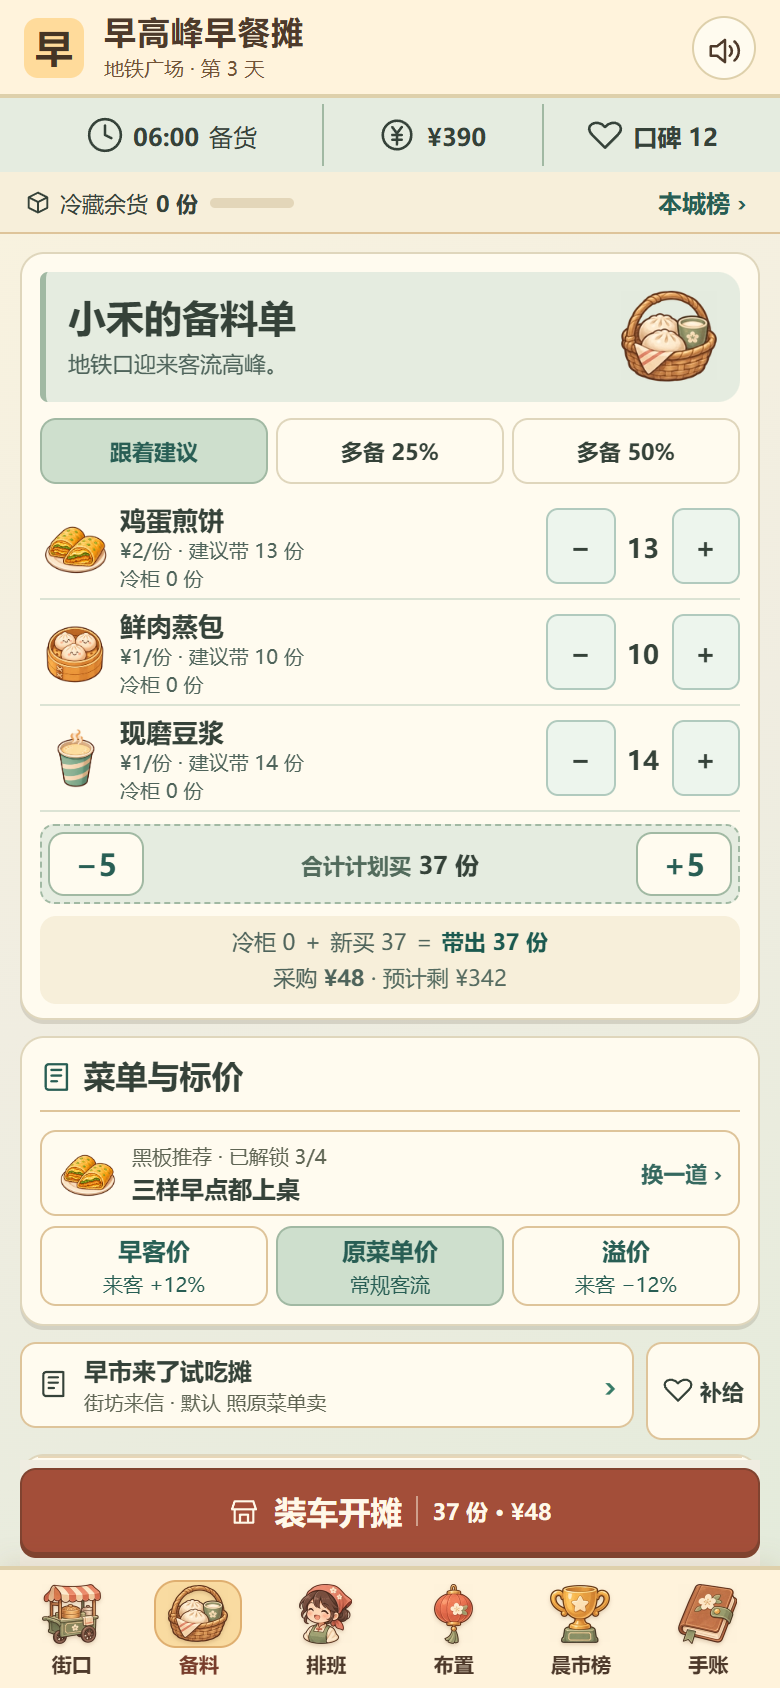 早
早高峰早餐摊
地铁广场 · 第 3 天
06:00 备货
¥390
口碑 12
冷藏余货 0 份
本城榜 ›
小禾的备料单
地铁口迎来客流高峰。
跟着建议
多备 25%
多备 50%
鸡蛋煎饼
¥2/份 · 建议带 13 份
冷柜 0 份
− 13 +
鲜肉蒸包
¥1/份 · 建议带 10 份
冷柜 0 份
− 10 +
现磨豆浆
¥1/份 · 建议带 14 份
冷柜 0 份
− 14 +
−5 合计计划买 37 份 +5
冷柜 0 + 新买 37 = 带出 37 份
采购 ¥48 · 预计剩 ¥342
菜单与标价
黑板推荐 · 已解锁 3/4
三样早点都上桌
换一道 ›
早客价
来客 +12%
原菜单价
常规客流
溢价
来客 −12%
早市来了试吃摊
街坊来信 · 默认 照原菜单卖
›
补给
装车开摊 37 份 • ¥48
街口
备料
排班
布置
晨市榜
手账